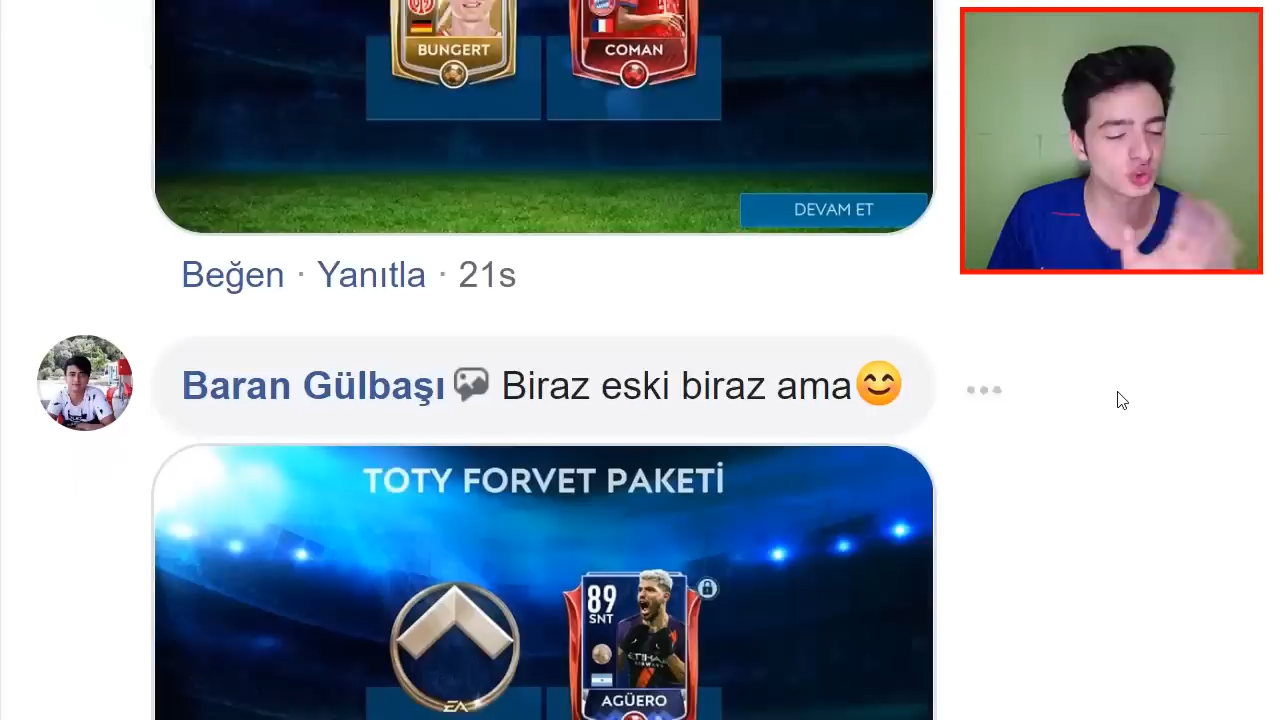 BUNGERT
COMAN
DEVAM ET
Beğen · Yanıtla · 21s
Baran Gülbaşı Biraz eski biraz ama😊
TOTY FORVET PAKETİ
89
SNT
AGÜERO
EA